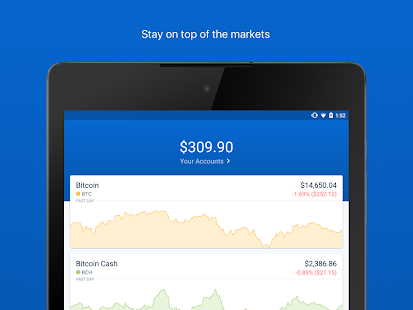 Stay on top of the markets
1:52
$309.90
Your Accounts >
Bitcoin $14,650.04
BTC -1.69% ($252.12)
PAST DAY
Bitcoin Cash $2,386.86
BCH -0.88% ($21.15)
PAST DAY